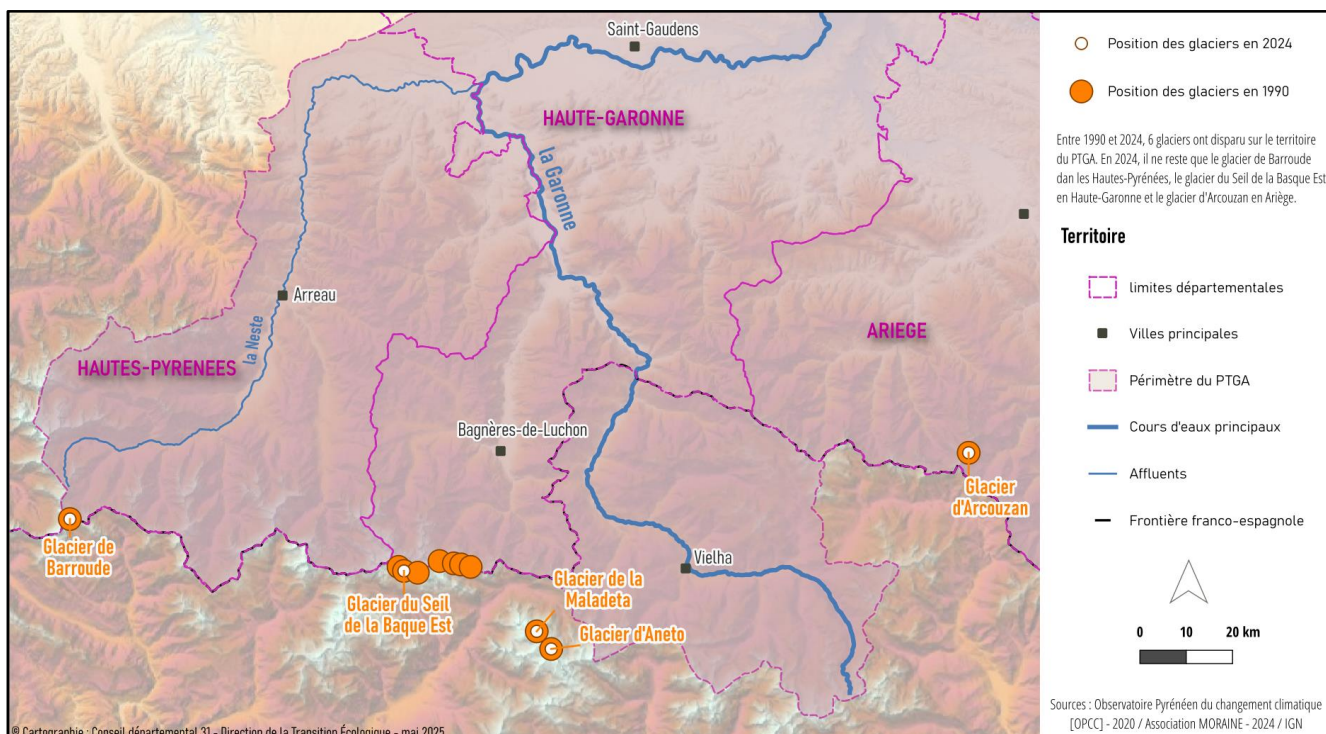 Saint-Gaudens
HAUTE-GARONNE
la Garonne
Arreau
la Neste
HAUTES-PYRENEES
ARIEGE
Bagnères-de-Luchon
Glacier
d'Arcouzan
Glacier de
Barroude
Vielha
Glacier du Seil
de la Baque Est
Glacier de la
Maladeta
Glacier d'Aneto
© Cartographie : Conseil départemental 31 - Direction de la Transition Écologique - mai 2025
Position des glaciers en 2024
Position des glaciers en 1990
Entre 1990 et 2024, 6 glaciers ont disparu sur le territoire
du PTGA. En 2024, il ne reste que le glacier de Barroude
dan les Hautes-Pyrénées, le glacier du Seil de la Basque Est
en Haute-Garonne et le glacier d'Arcouzan en Ariège.
Territoire
limites départementales
Villes principales
Périmètre du PTGA
Cours d'eaux principaux
Affluents
Frontière franco-espagnole
0 10 20 km
Sources : Observatoire Pyrénéen du changement climatique
[OPCC] - 2020 / Association MORAINE - 2024 / IGN